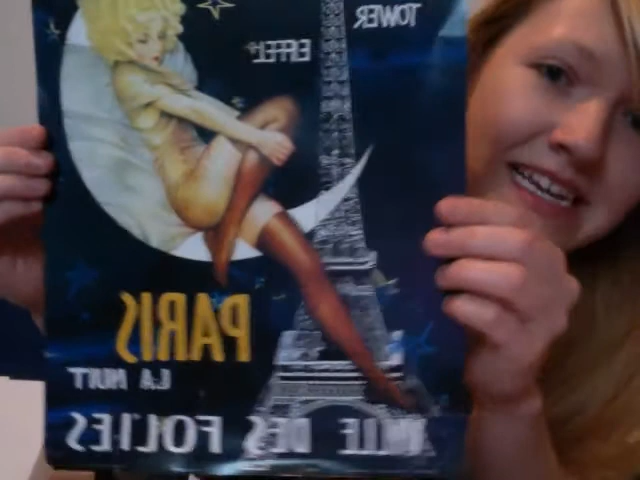 TOWER
EIFFEL
PARIS
LA NUIT
VILLE DES FOLIES